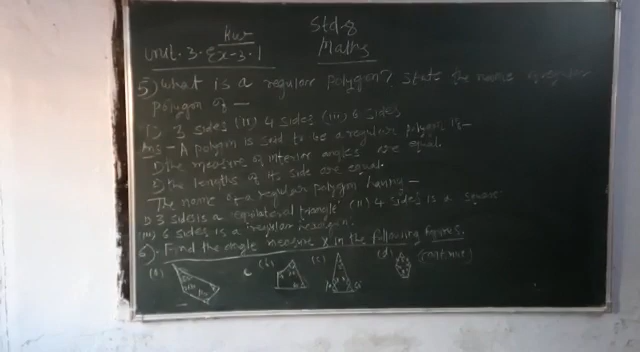 H.W
Std-8
Unit-3. Ex-3.1
Maths
5) What is a regular polygon? State the name of regular
polygon of -
i) 3 sides (ii) 4 sides (iii) 6 sides
Ans - A polygon is said to be a regular polygon if -
i) the measure of interior angles are equal.
ii) the lengths of its side are equal.
The name of a regular polygon having -
i) 3 sides is a equilateral triangle (ii) 4 sides is a square
(iii) 6 sides is a regular hexagon.
6). Find the angle measure x in the following figures.
(a) (b) (c) (d) (continue)